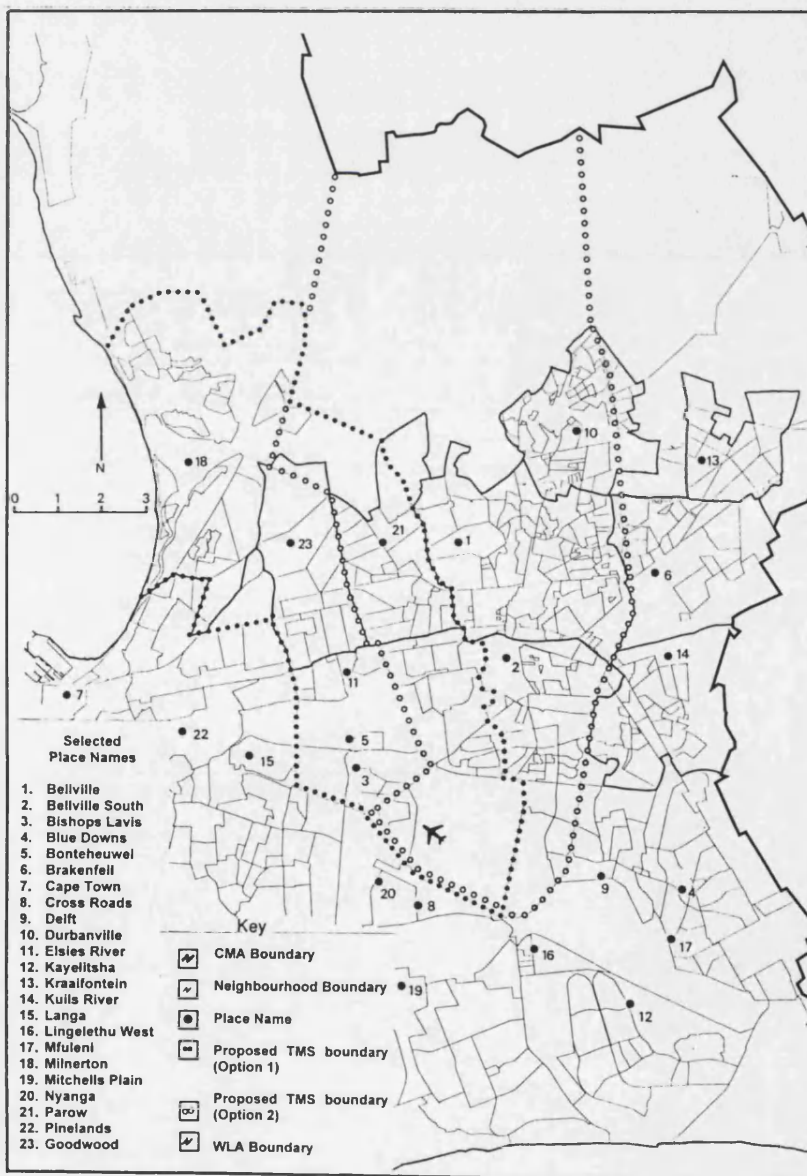 10
13
18
N
0 1 2 3
23
21
1
6
2
14
11
7
5
22
15
3
9
4
20
8
17
16
19
12
Selected
Place Names
1. Bellville
2. Bellville South
3. Bishops Lavis
4. Blue Downs
5. Bonteheuwel
6. Brakenfell
7. Cape Town
8. Cross Roads
9. Delft
10. Durbanville
11. Elsies River
12. Kayelitsha
13. Kraaifontein
14. Kuils River
15. Langa
16. Lingelethu West
17. Mfuleni
18. Milnerton
19. Mitchells Plain
20. Nyanga
21. Parow
22. Pinelands
23. Goodwood
Key
CMA Boundary
Neighbourhood Boundary
Place Name
Proposed TMS boundary
(Option 1)
Proposed TMS boundary
(Option 2)
WLA Boundary